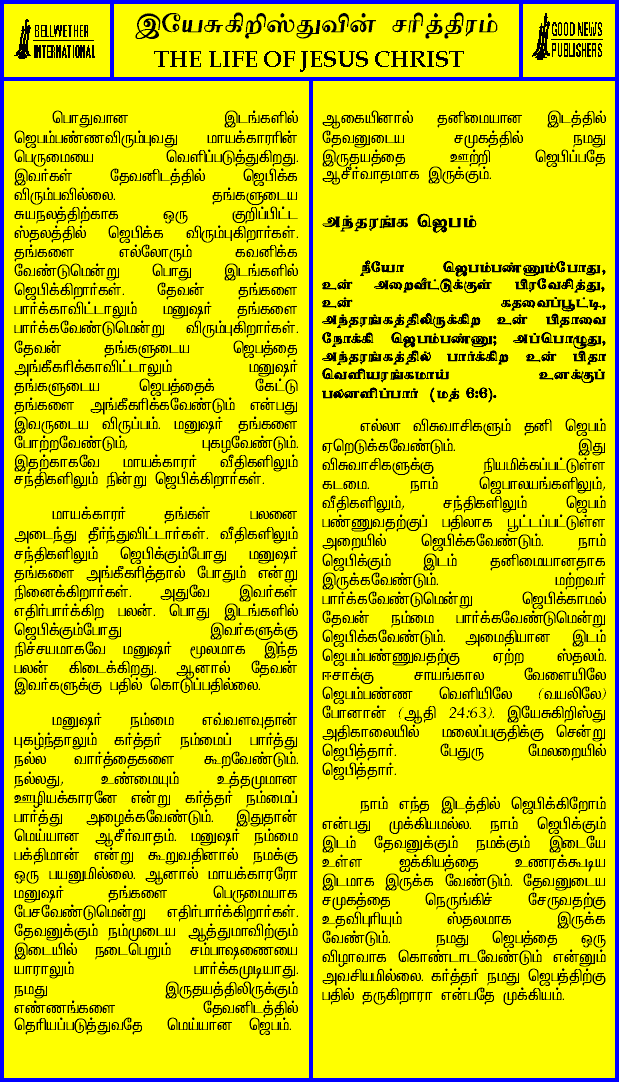 BELLWETHER
INTERNATIONAL
இயேசுகிறிஸ்துவின் சரித்திரம்
THE LIFE OF JESUS CHRIST
GOOD NEWS
PUBLISHERS
பொதுவான இடங்களில்
ஜெபம்பண்ணவிரும்புவது மாயக்காரரின்
பெருமையை வெளிப்படுத்துகிறது.
இவர்கள் தேவனிடத்தில் ஜெபிக்க
விரும்பவில்லை. தங்களுடைய
சுயநலத்திற்காக ஒரு குறிப்பிட்ட
ஸ்தலத்தில் ஜெபிக்க விரும்புகிறார்கள்.
தங்களை எல்லோரும் கவனிக்க
வேண்டுமென்று பொது இடங்களில்
ஜெபிக்கிறார்கள். தேவன் தங்களை
பார்க்காவிட்டாலும் மனுஷர் தங்களை
பார்க்கவேண்டுமென்று விரும்புகிறார்கள்.
தேவன் தங்களுடைய ஜெபத்தை
அங்கீகரிக்காவிட்டாலும் மனுஷர்
தங்களுடைய ஜெபத்தைக் கேட்டு
தங்களை அங்கீகரிக்கவேண்டும் என்பது
இவருடைய விருப்பம். மனுஷர் தங்களை
போற்றவேண்டும், புகழவேண்டும்.
இதற்காகவே மாயக்காரர் வீதிகளிலும்
சந்திகளிலும் நின்று ஜெபிக்கிறார்கள்.
மாயக்காரர் தங்கள் பலனை
அடைந்து தீர்ந்துவிட்டார்கள். வீதிகளிலும்
சந்திகளிலும் ஜெபிக்கும்போது மனுஷர்
தங்களை அங்கீகரித்தால் போதும் என்று
நினைக்கிறார்கள். அதுவே இவர்கள்
எதிர்பார்க்கிற பலன். பொது இடங்களில்
ஜெபிக்கும்போது இவர்களுக்கு
நிச்சயமாகவே மனுஷர் மூலமாக இந்த
பலன் கிடைக்கிறது. ஆனால் தேவன்
இவர்களுக்கு பதில் கொடுப்பதில்லை.
மனுஷர் நம்மை எவ்வளவுதான்
புகழ்ந்தாலும் கர்த்தர் நம்மைப் பார்த்து
நல்ல வார்த்தைகளை கூறவேண்டும்.
நல்லது, உண்மையும் உத்தமுமான
ஊழியக்காரனே என்று கர்த்தர் நம்மைப்
பார்த்து அழைக்கவேண்டும். இதுதான்
மெய்யான ஆசீர்வாதம். மனுஷர் நம்மை
பக்திமான் என்று கூறுவதினால் நமக்கு
ஒரு பயனுமில்லை. ஆனால் மாயக்காரரோ
மனுஷர் தங்களை பெருமையாக
பேசவேண்டுமென்று எதிர்பார்க்கிறார்கள்.
தேவனுக்கும் நம்முடைய ஆத்துமாவிற்கும்
இடையில் நடைபெறும் சம்பாஷணையை
யாராலும் பார்க்கமுடியாது.
நமது இருதயத்திலிருக்கும்
எண்ணங்களை தேவனிடத்தில்
தெரியப்படுத்துவதே மெய்யான ஜெபம்.
ஆகையினால் தனிமையான இடத்தில்
தேவனுடைய சமுகத்தில் நமது
இருதயத்தை ஊற்றி ஜெபிப்பதே
ஆசீர்வாதமாக இருக்கும்.
அந்தரங்க ஜெபம்
நீயோ ஜெபம்பண்ணும்போது,
உன் அறைவீட்டுக்குள் பிரவேசித்து,
உன் கதவைப்பூட்டி,
அந்தரங்கத்திலிருக்கிற உன் பிதாவை
நோக்கி ஜெபம்பண்ணு; அப்பொழுது,
அந்தரங்கத்தில் பார்க்கிற உன் பிதா
வெளியரங்கமாய் உனக்குப்
பலனளிப்பார் (மத் 6:6).
எல்லா விசுவாசிகளும் தனி ஜெபம்
ஏறெடுக்கவேண்டும். இது
விசுவாசிகளுக்கு நியமிக்கப்பட்டுள்ள
கடமை. நாம் ஜெபாலயங்களிலும்,
வீதிகளிலும், சந்திகளிலும் ஜெபம்
பண்ணுவதற்குப் பதிலாக பூட்டப்பட்டுள்ள
அறையில் ஜெபிக்கவேண்டும். நாம்
ஜெபிக்கும் இடம் தனிமையானதாக
இருக்கவேண்டும். மற்றவர்
பார்க்கவேண்டுமென்று ஜெபிக்காமல்
தேவன் நம்மை பார்க்கவேண்டுமென்று
ஜெபிக்கவேண்டும். அமைதியான இடம்
ஜெபம்பண்ணுவதற்கு ஏற்ற ஸ்தலம்.
ஈசாக்கு சாயங்கால வேளையிலே
ஜெபம்பண்ண வெளியிலே (வயலிலே)
போனான் (ஆதி 24:63). இயேசுகிறிஸ்து
அதிகாலையில் மலைப்பகுதிக்கு சென்று
ஜெபித்தார். பேதுரு மேலறையில்
ஜெபித்தார்.
நாம் எந்த இடத்தில் ஜெபிக்கிறோம்
என்பது முக்கியமல்ல. நாம் ஜெபிக்கும்
இடம் தேவனுக்கும் நமக்கும் இடையே
உள்ள ஐக்கியத்தை உணரக்கூடிய
இடமாக இருக்க வேண்டும். தேவனுடைய
சமுகத்தை நெருங்கிச் சேருவதற்கு
உதவிபுரியும் ஸ்தலமாக இருக்க
வேண்டும். நமது ஜெபத்தை ஒரு
விழாவாக கொண்டாடவேண்டும் என்னும்
அவசியமில்லை. கர்த்தர் நமது ஜெபத்திற்கு
பதில் தருகிறாரா என்பதே முக்கியம்.